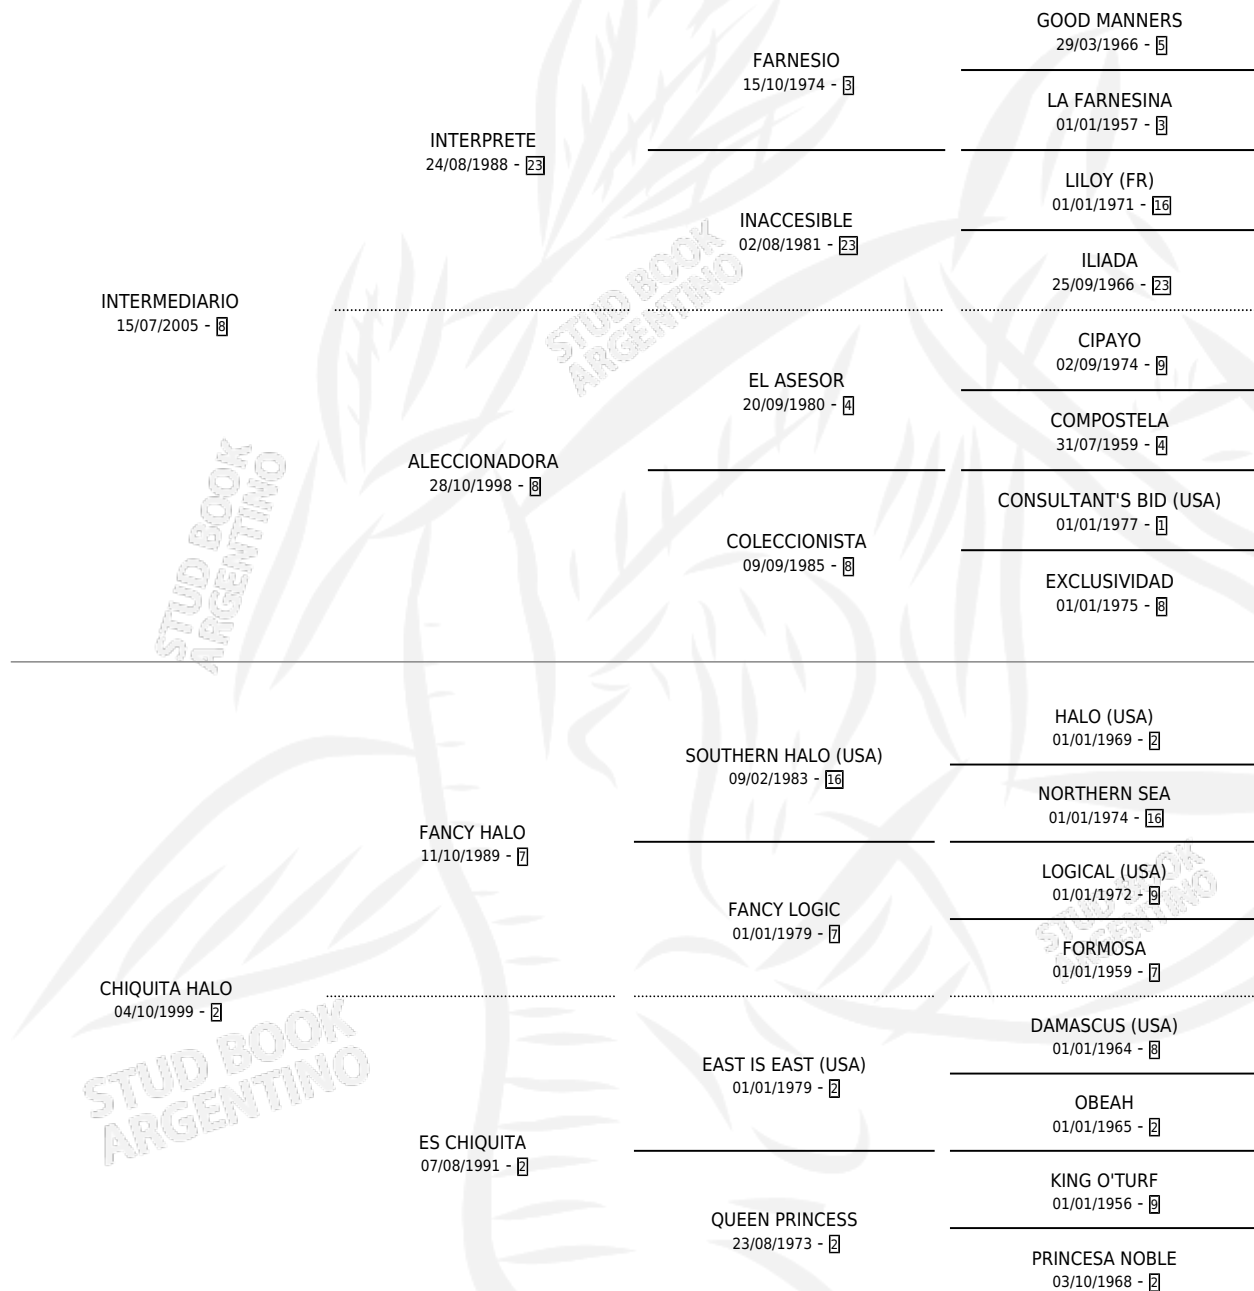 GOOD MANNERS
29/03/1966 - 5
FARNESIO
15/10/1974 - 3
LA FARNESINA
01/01/1957 - 3
INTERPRETE
24/08/1988 - 23
LILOY (FR)
01/01/1971 - 16
INACCESIBLE
02/08/1981 - 23
ILIADA
25/09/1966 - 23
INTERMEDIARIO
15/07/2005 - 8
CIPAYO
02/09/1974 - 9
EL ASESOR
20/09/1980 - 4
COMPOSTELA
31/07/1959 - 4
ALECCIONADORA
28/10/1998 - 8
CONSULTANT'S BID (USA)
01/01/1977 - 1
COLECCIONISTA
09/09/1985 - 8
EXCLUSIVIDAD
01/01/1975 - 8
HALO (USA)
01/01/1969 - 2
SOUTHERN HALO (USA)
09/02/1983 - 16
NORTHERN SEA
01/01/1974 - 16
FANCY HALO
11/10/1989 - 7
LOGICAL (USA)
01/01/1972 - 9
FANCY LOGIC
01/01/1979 - 7
FORMOSA
01/01/1959 - 7
CHIQUITA HALO
04/10/1999 - 2
DAMASCUS (USA)
01/01/1964 - 8
EAST IS EAST (USA)
01/01/1979 - 2
OBEAH
01/01/1965 - 2
ES CHIQUITA
07/08/1991 - 2
KING O'TURF
01/01/1956 - 9
QUEEN PRINCESS
23/08/1973 - 2
PRINCESA NOBLE
03/10/1968 - 2
STUD BOOK
ARGENTINO
STUD BOOK
ARGENTINO
STUD BOOK
ARGENTINO
STUD BOOK
ARGENTINO